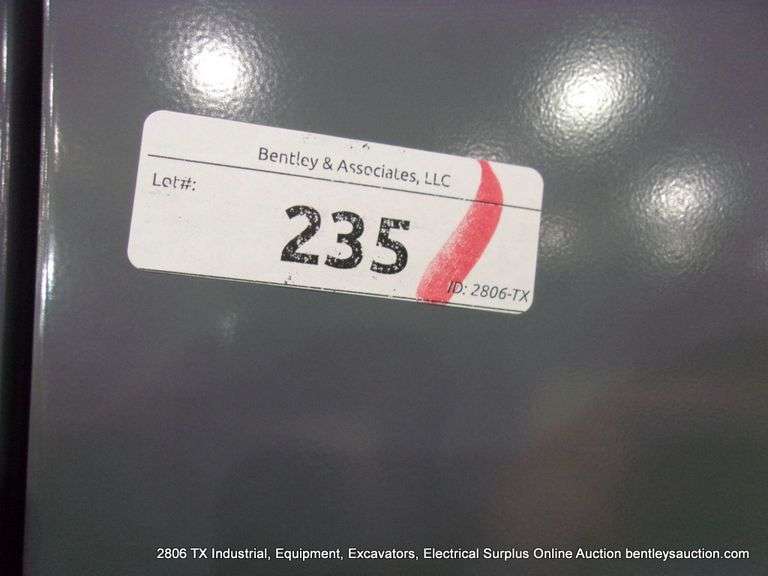 Bentley & Associates, LLC
Lot#:
235
ID: 2806-TX
2806 TX Industrial, Equipment, Excavators, Electrical Surplus Online Auction bentleysauction.com